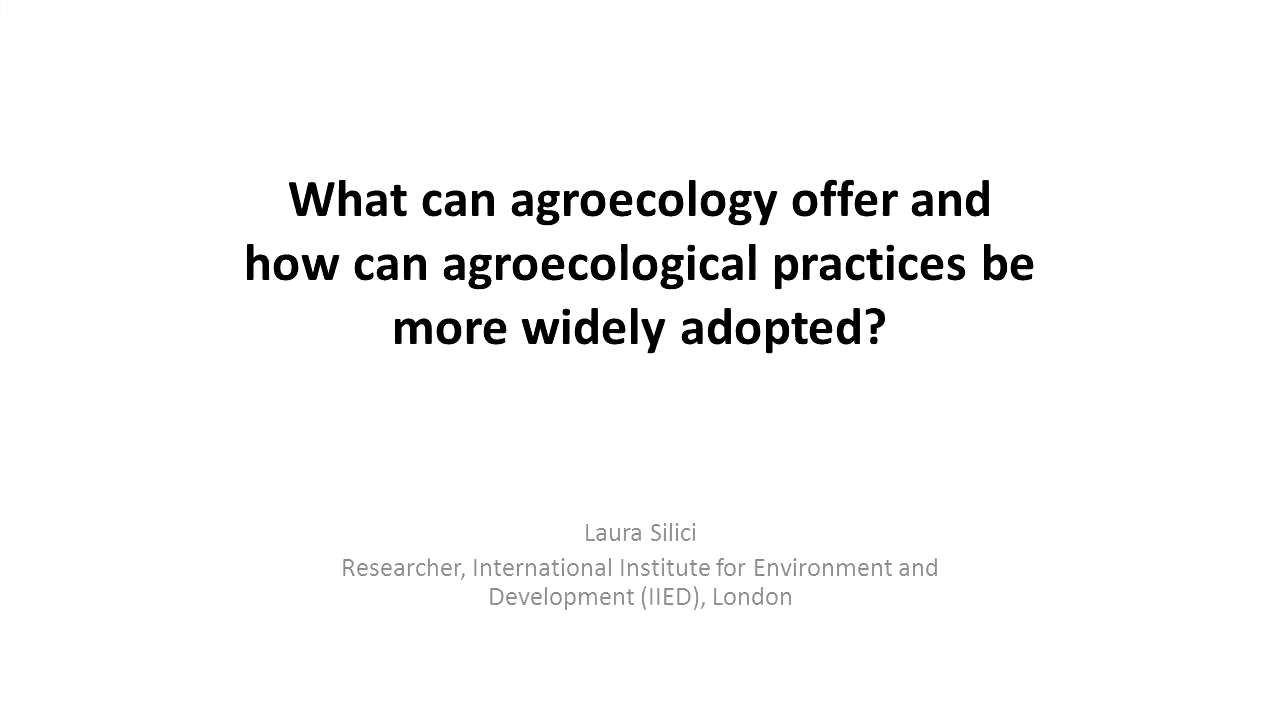 What can agroecology offer and
how can agroecological practices be
more widely adopted?
Laura Silici
Researcher, International Institute for Environment and
Development (IIED), London